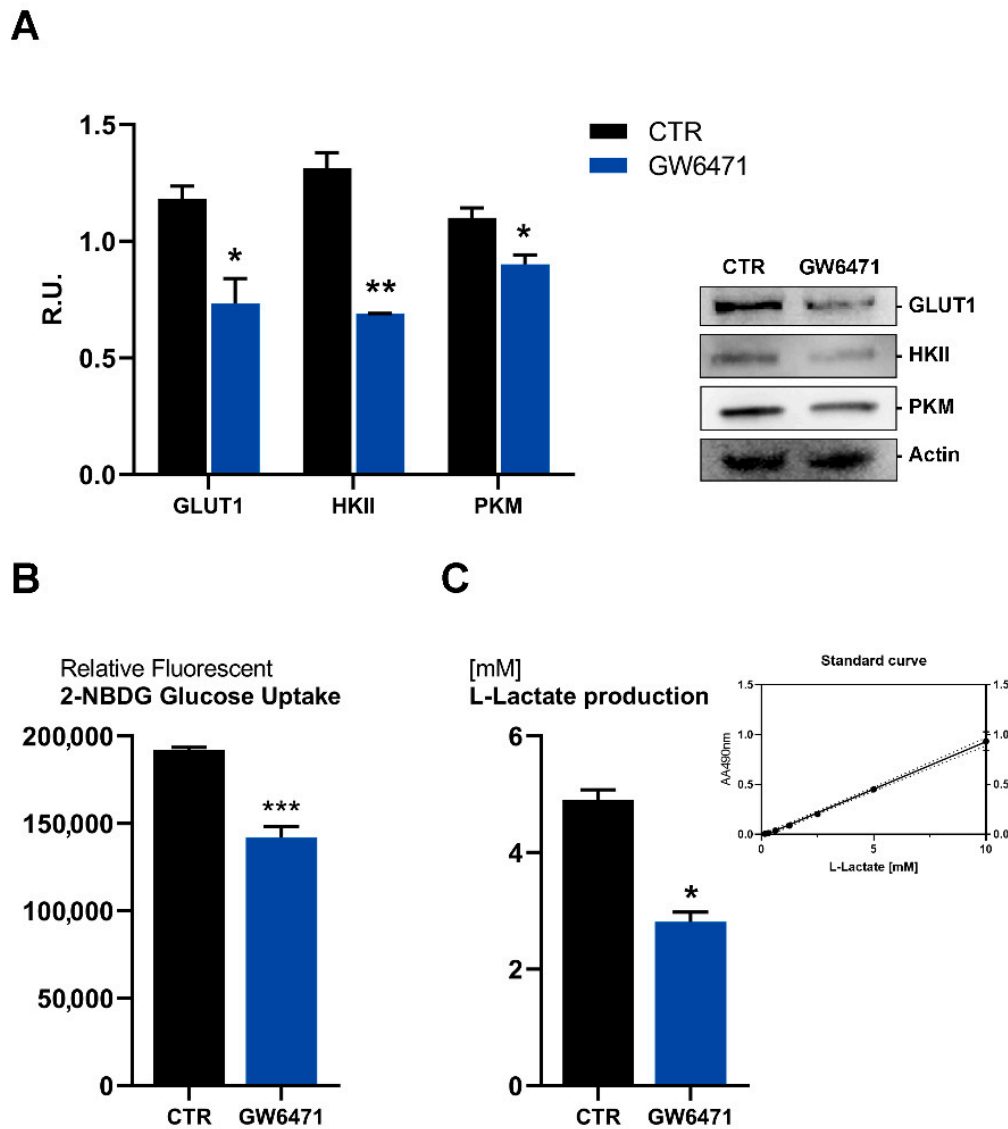 A
CTR
GW6471
1.5
1.0
0.5
0.0
R.U.
*
**
*
GLUT1 HKII PKM
CTR GW6471
GLUT1
HKII
PKM
Actin
B
Relative Fluorescent
2-NBDG Glucose Uptake
200,000
150,000
100,000
50,000
0
***
CTR GW6471
C
[mM]
L-Lactate production
6
4
2
0
*
CTR GW6471
Standard curve
AA490nm
1.5
1.0
0.5
0.0
1.5
1.0
0.5
0.0
0 5 10
L-Lactate [mM]